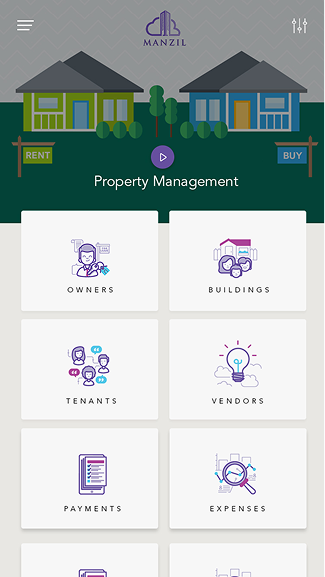 MANZIL
RENT
BUY
Property Management
OWNERS
BUILDINGS
TENANTS
VENDORS
PAYMENTS
EXPENSES